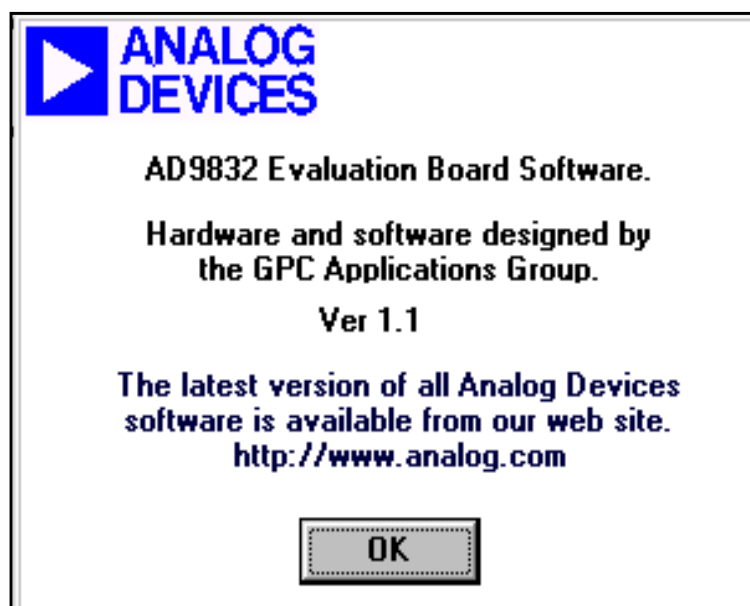 ANALOG
DEVICES
AD9832 Evaluation Board Software.
Hardware and software designed by
the GPC Applications Group.
Ver 1.1
The latest version of all Analog Devices
software is available from our web site.
http://www.analog.com
OK